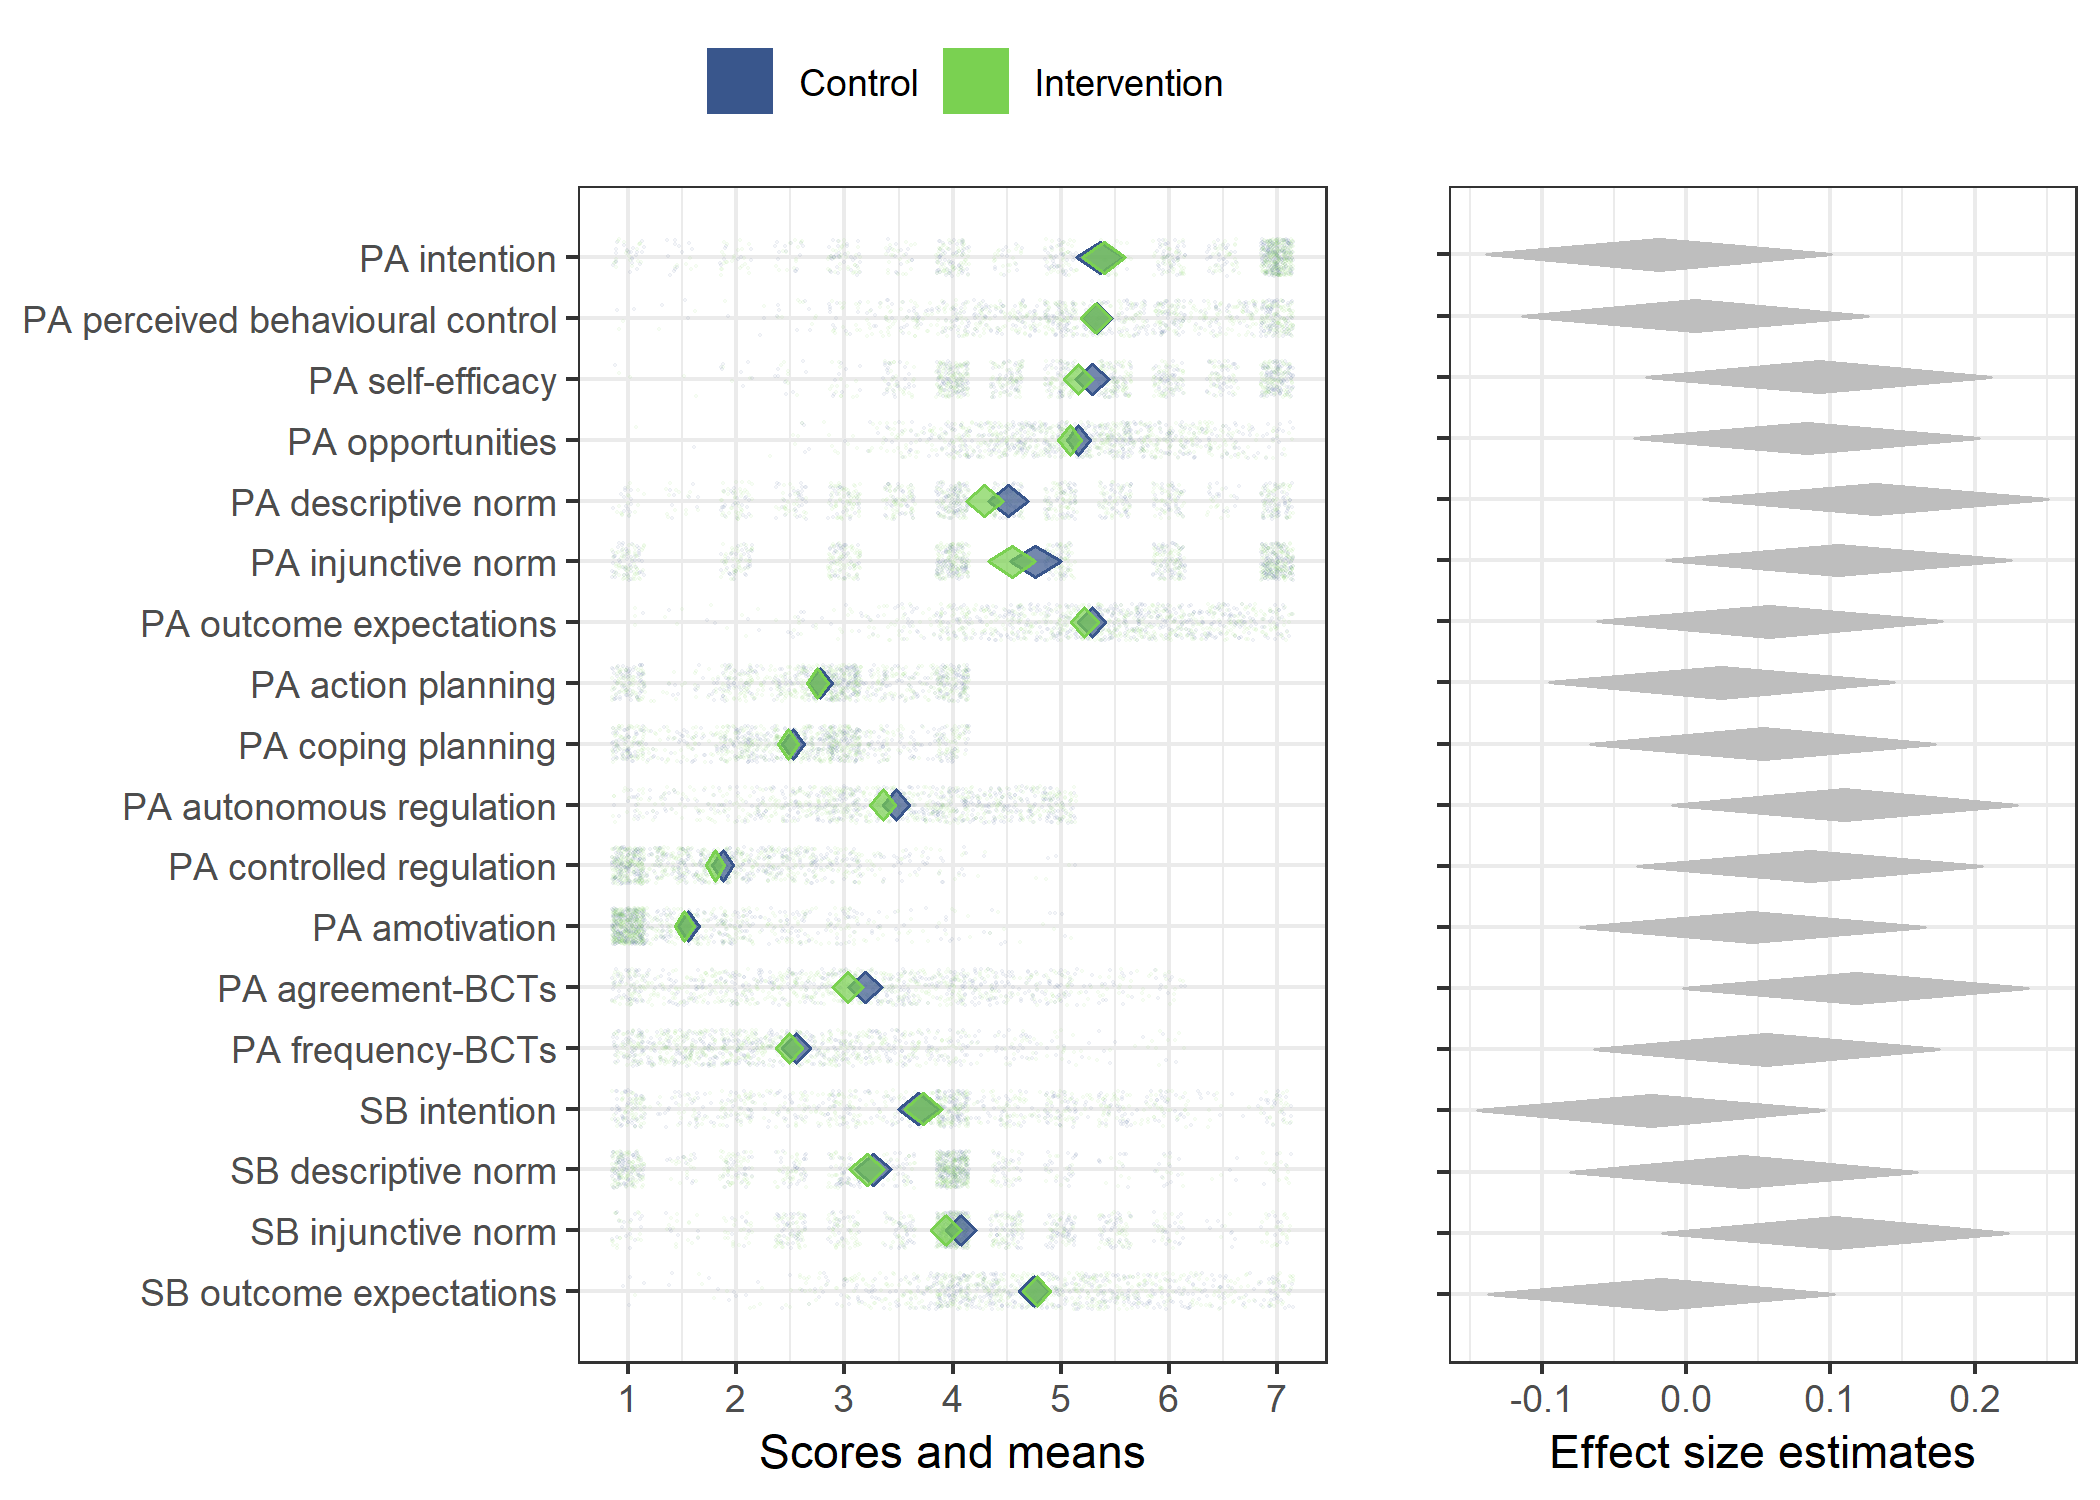 Control Intervention
PA intention
PA perceived behavioural control
PA self-efficacy
PA opportunities
PA descriptive norm
PA injunctive norm
PA outcome expectations
PA action planning
PA coping planning
PA autonomous regulation
PA controlled regulation
PA amotivation
PA agreement-BCTs
PA frequency-BCTs
SB intention
SB descriptive norm
SB injunctive norm
SB outcome expectations
1 2 3 4 5 6 7
Scores and means
-0.1 0.0 0.1 0.2
Effect size estimates